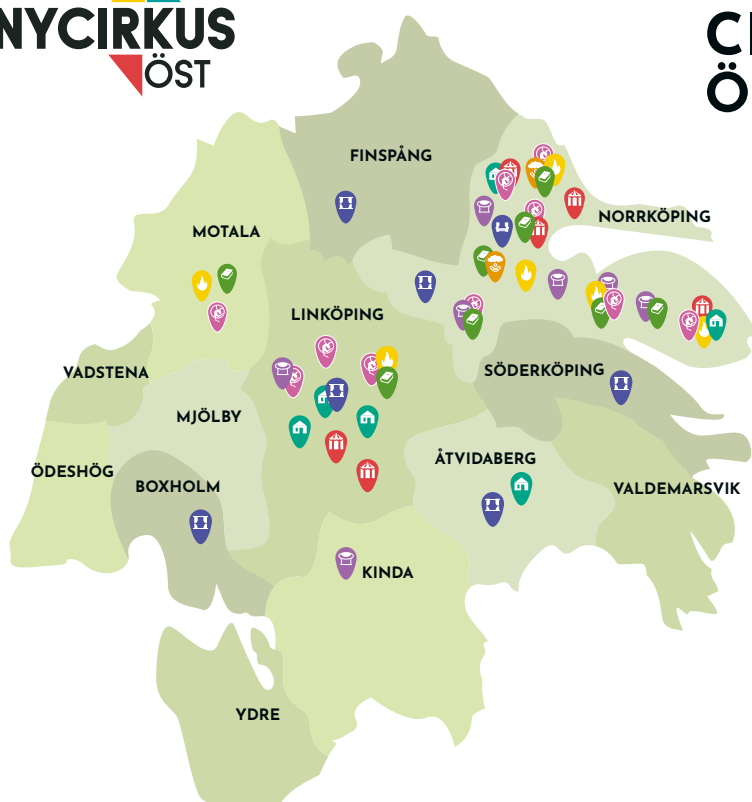 NYCIRKUS
ÖST
FINSPÅNG
NORRKÖPING
MOTALA
LINKÖPING
VADSTENA
SÖDERKÖPING
MJÖLBY
ÅTVIDABERG
ÖDESHÖG
BOXHOLM
VALDEMARSVIK
KINDA
YDRE